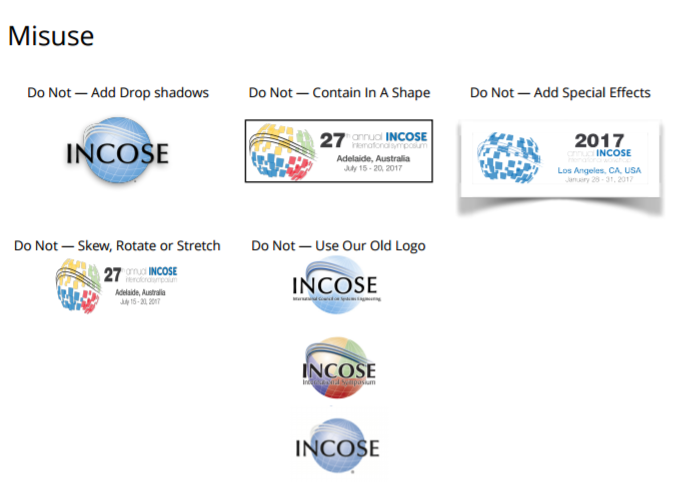 Misuse
Do Not — Add Drop shadows
Do Not — Contain In A Shape
Do Not — Add Special Effects
INCOSE
27th annual INCOSE
international symposium
Adelaide, Australia
July 15 - 20, 2017
2017
annual INCOSE
international
Los Angeles, CA, USA
January 28 - 31, 2017
Do Not — Skew, Rotate or Stretch
Do Not — Use Our Old Logo
27th annual INCOSE
international symposium
Adelaide, Australia
July 15 - 20, 2017
INCOSE
International Council on Systems Engineering
INCOSE
International Symposium
INCOSE